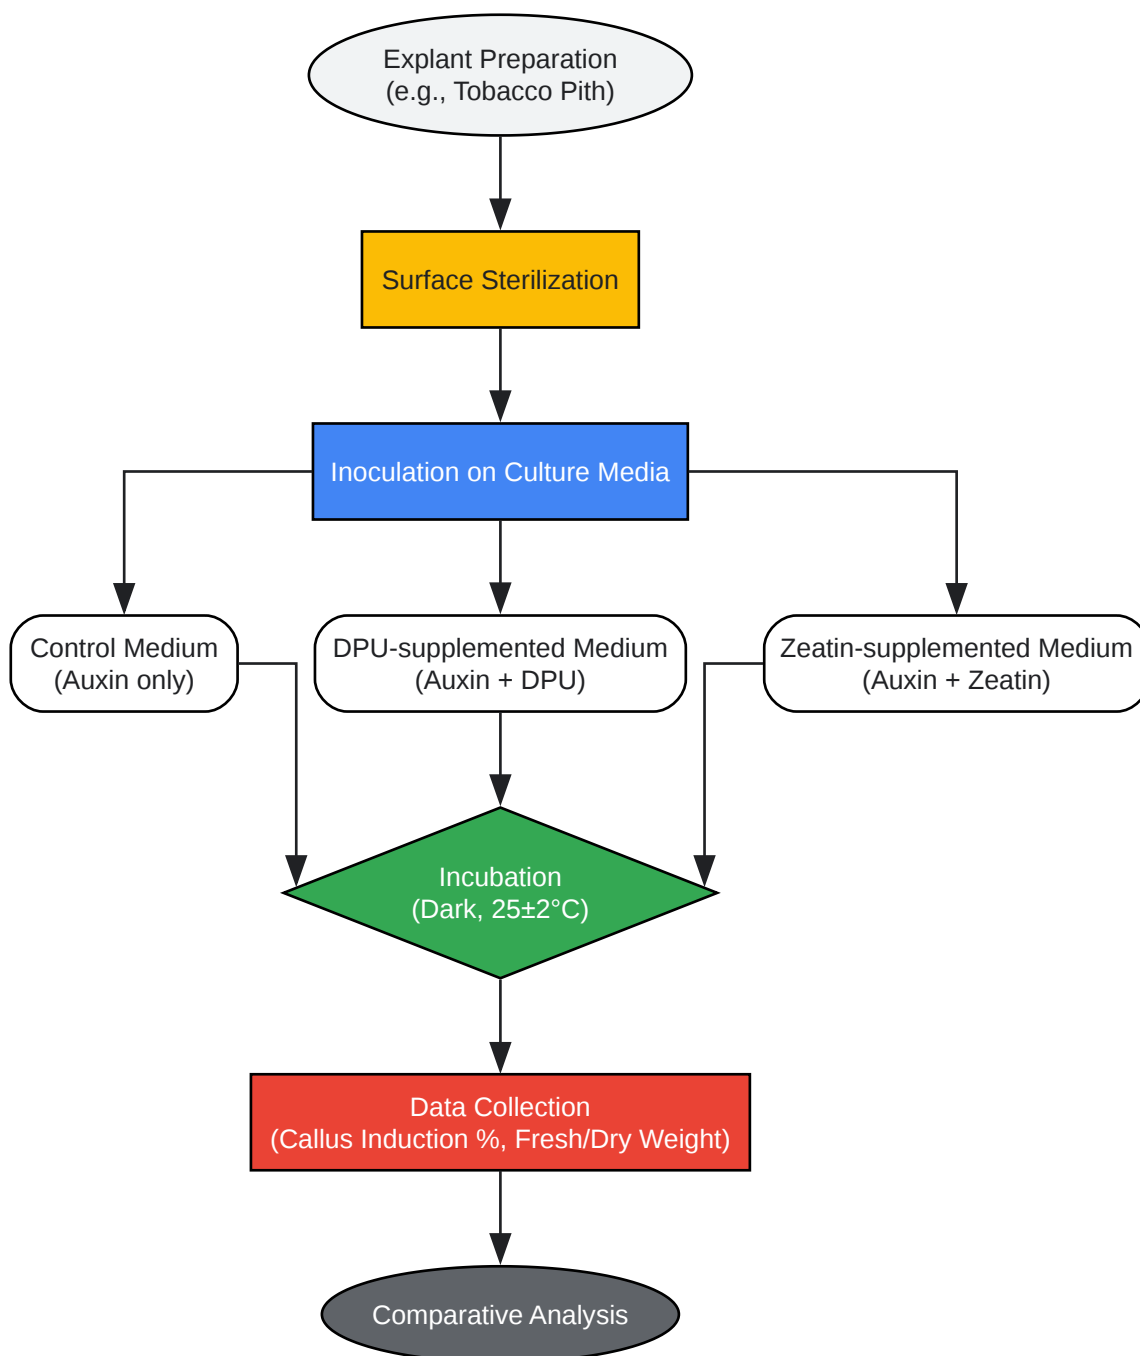 Explant Preparation
(e.g., Tobacco Pith)
Surface Sterilization
Inoculation on Culture Media
Control Medium
(Auxin only)
DPU-supplemented Medium
(Auxin + DPU)
Zeatin-supplemented Medium
(Auxin + Zeatin)
Incubation
(Dark, 25±2°C)
Data Collection
(Callus Induction %, Fresh/Dry Weight)
Comparative Analysis